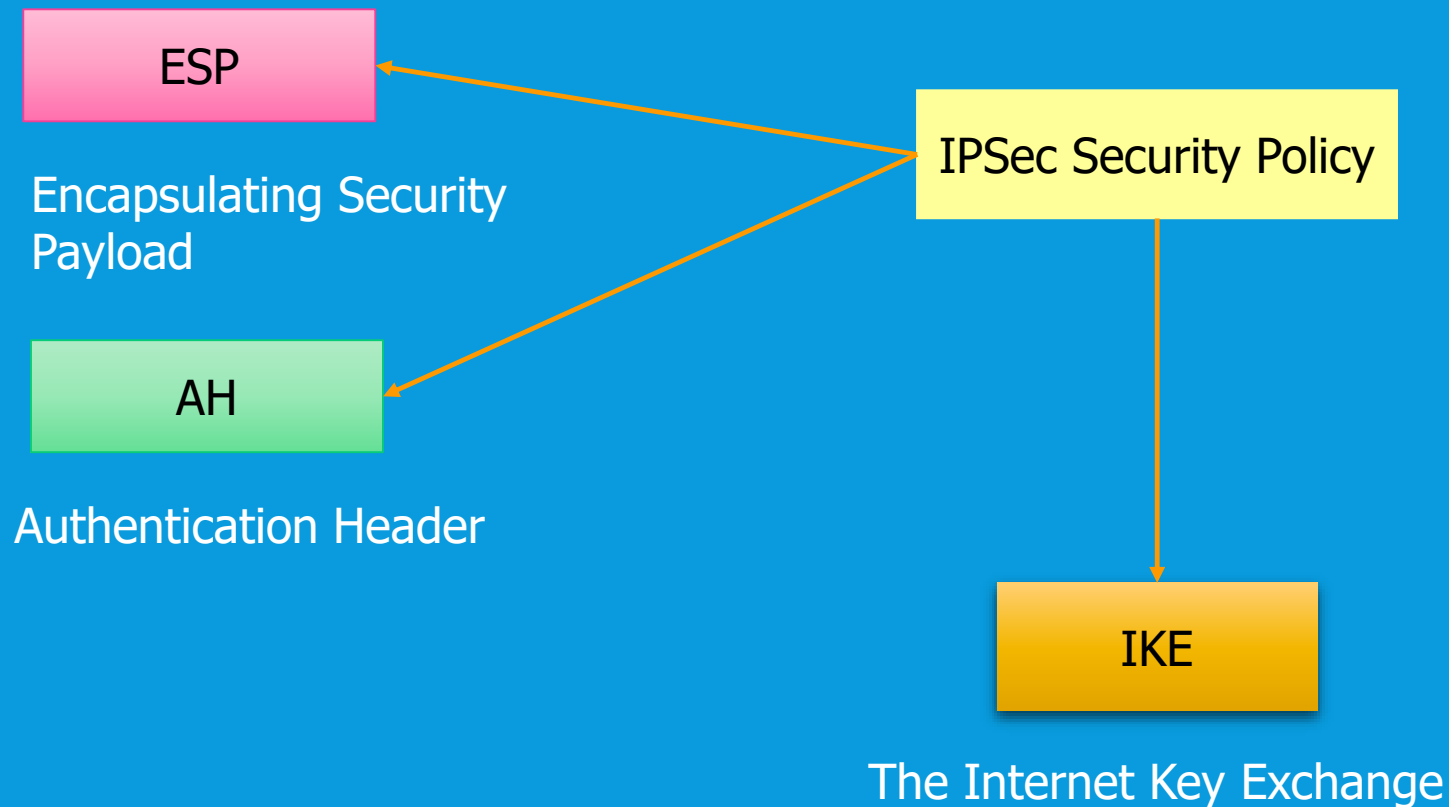 ESP
IPSec Security Policy
Encapsulating Security
Payload
AH
Authentication Header
IKE
The Internet Key Exchange